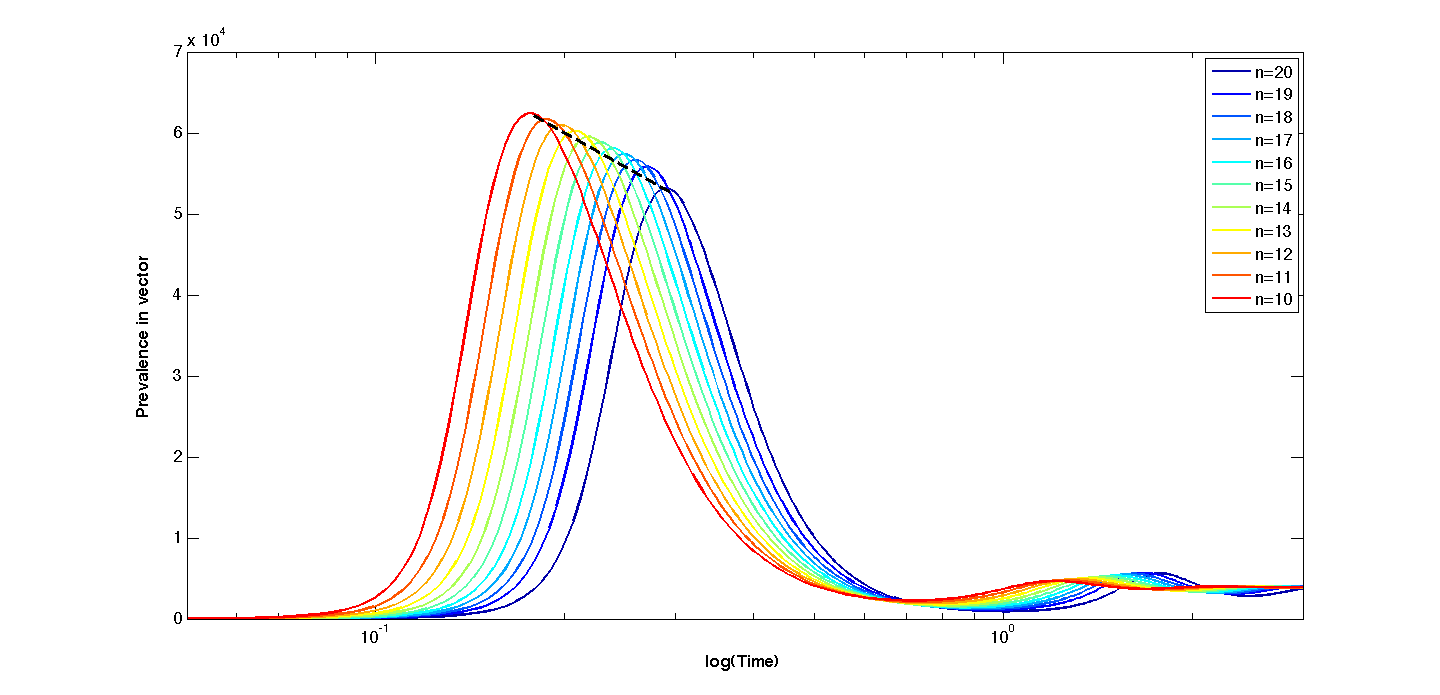 x 10⁴
7
6
5
4
3
2
1
0
Prevalence in vector
10⁻¹
10⁰
log(Time)
n=20
n=19
n=18
n=17
n=16
n=15
n=14
n=13
n=12
n=11
n=10